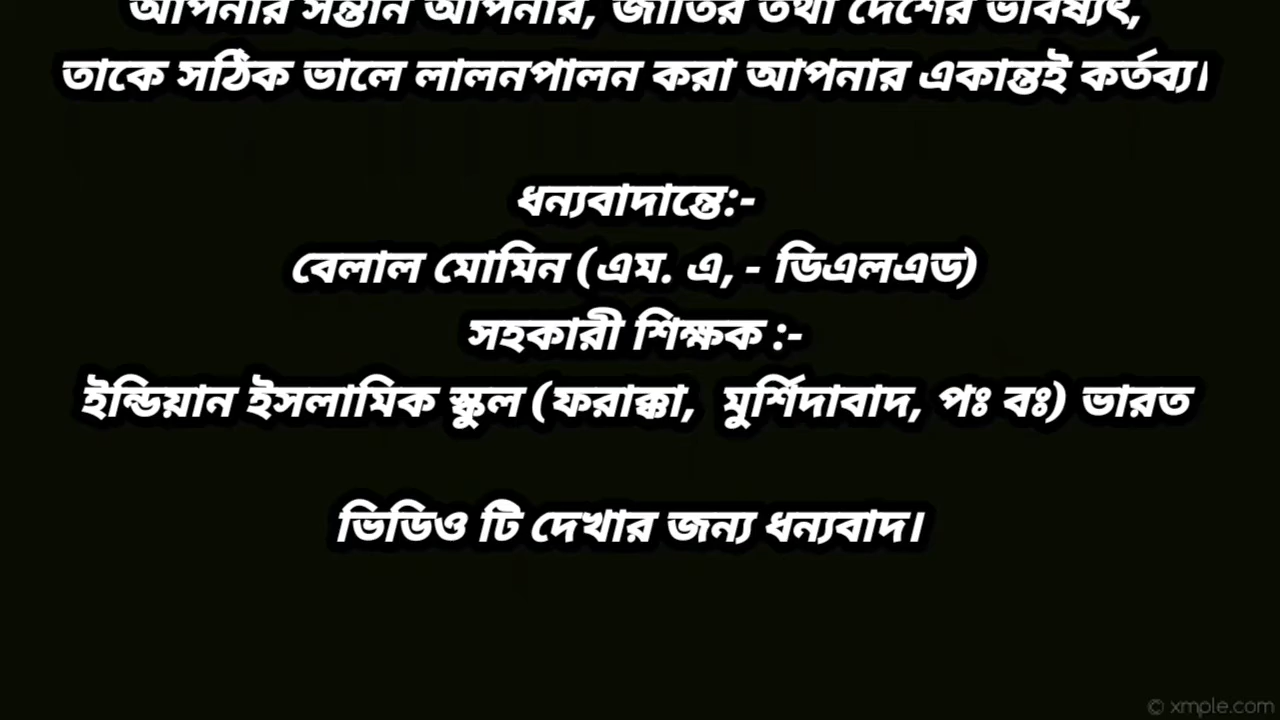 আপনার সন্তান আপনার, জাতির তথা দেশের ভবিষ্যৎ,
তাকে সঠিক ভালে লালনপালন করা আপনার একান্তই কর্তব্য।
ধন্যবাদান্তে:-
বেলাল মোমিন (এম. এ, - ডিএলএড)
সহকারী শিক্ষক :-
ইন্ডিয়ান ইসলামিক স্কুল (ফরাক্কা, মুর্শিদাবাদ, পঃ বঃ) ভারত
ভিডিও টি দেখার জন্য ধন্যবাদ।
© xmple.com